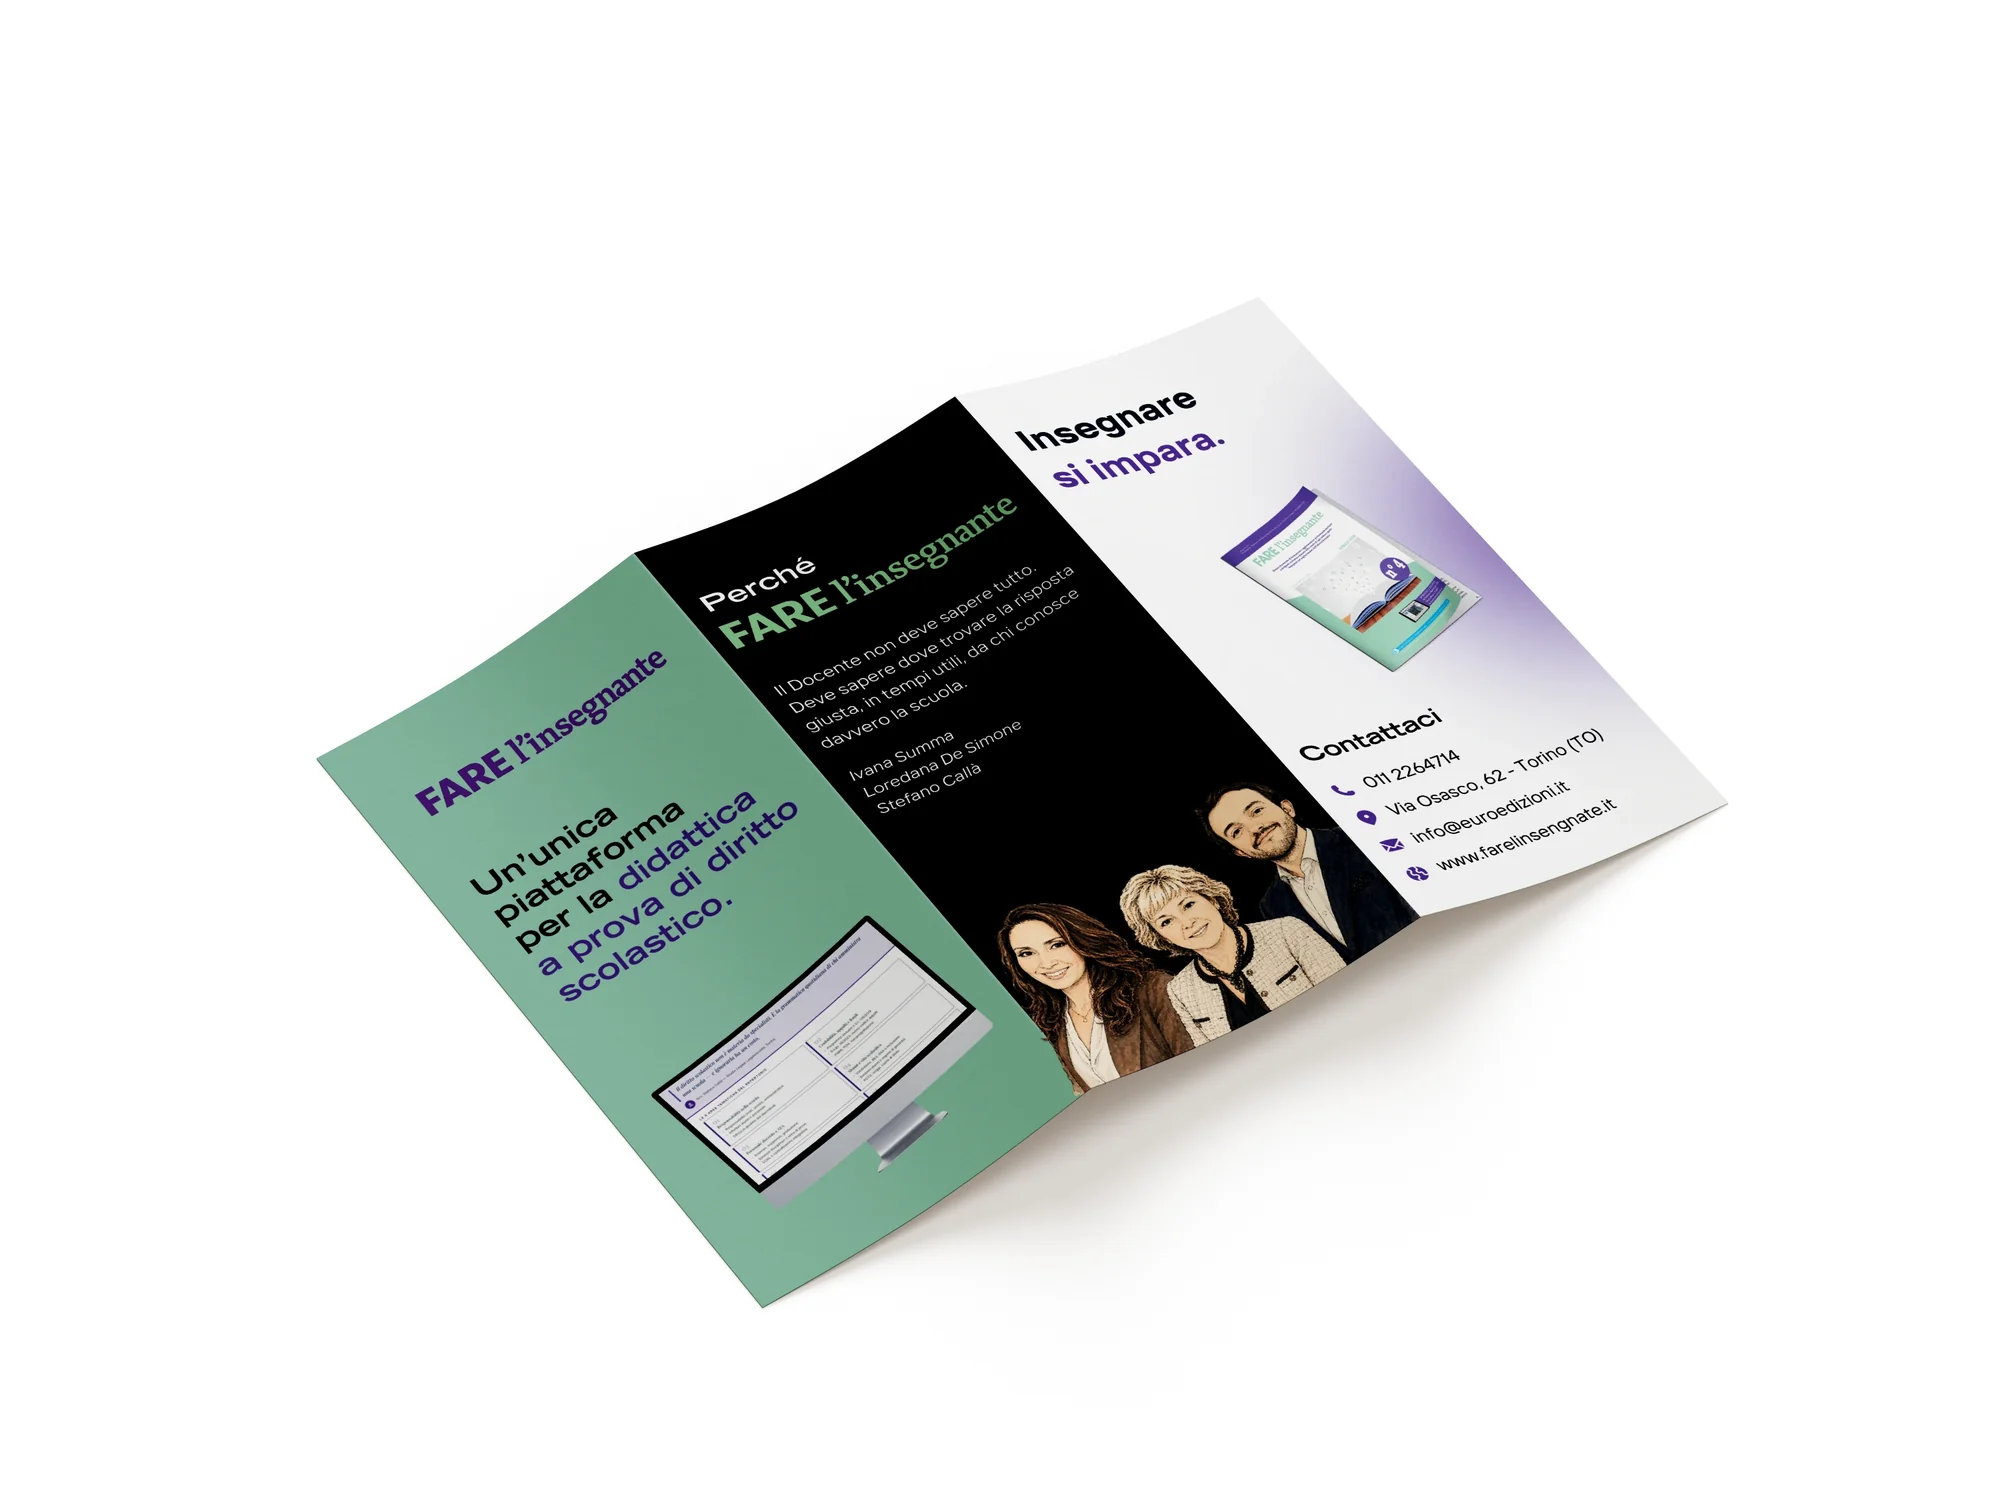 FARE l'insegnante
Un'unica
piattaforma
per la didattica
a prova di diritto
scolastico.
Perché
FARE l'insegnante
Il Docente non deve sapere tutto.
Deve sapere dove trovare la risposta
giusta, in tempi utili, da chi conosce
davvero la scuola.
Ivana Summa
Loredana De Simone
Stefano Callà
Insegnare
si impara.
FARE l'insegnante
n° 4
Contattaci
011 2264714
Via Osasco, 62 - Torino (TO)
info@euroedizioni.it
www.farelinsengnate.it